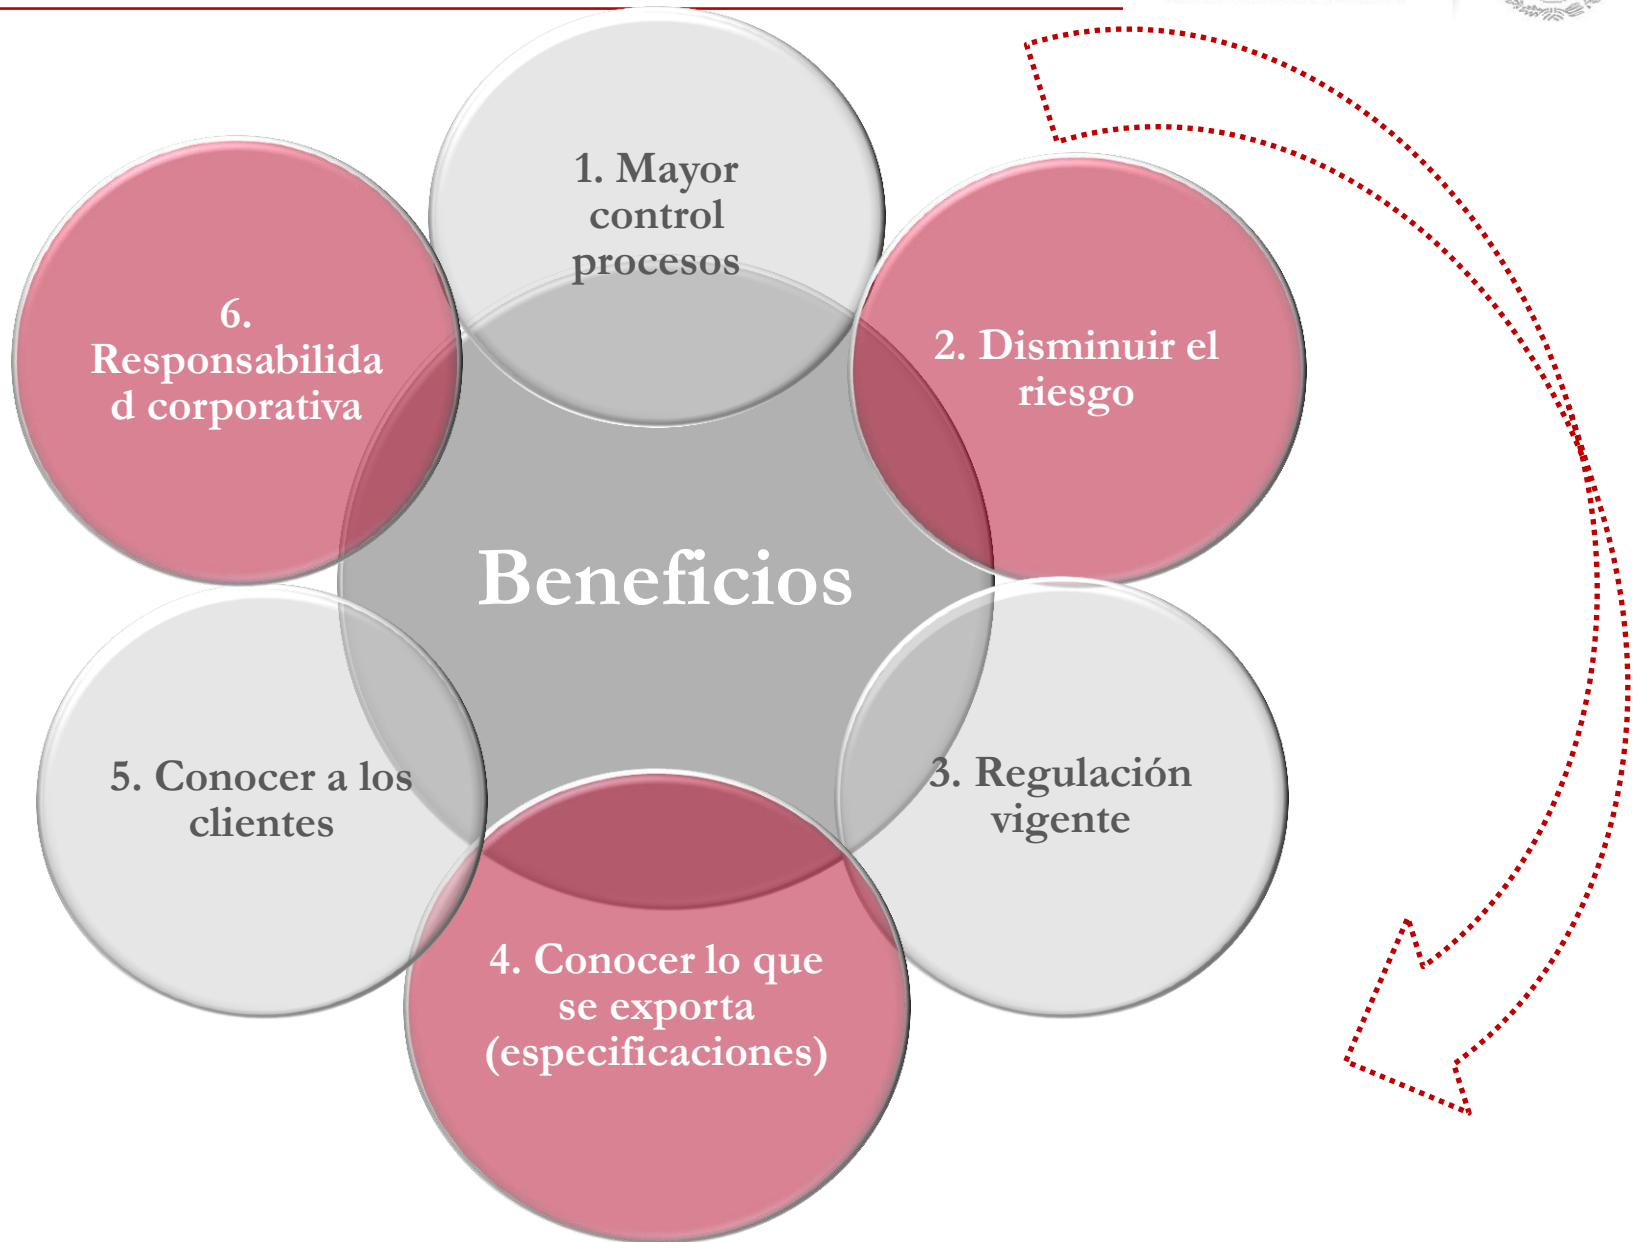 1. Mayor
control
procesos
2. Disminuir el
riesgo
3. Regulación
vigente
4. Conocer lo que
se exporta
(especificaciones)
5. Conocer a los
clientes
6.
Responsabilida
d corporativa
Beneficios